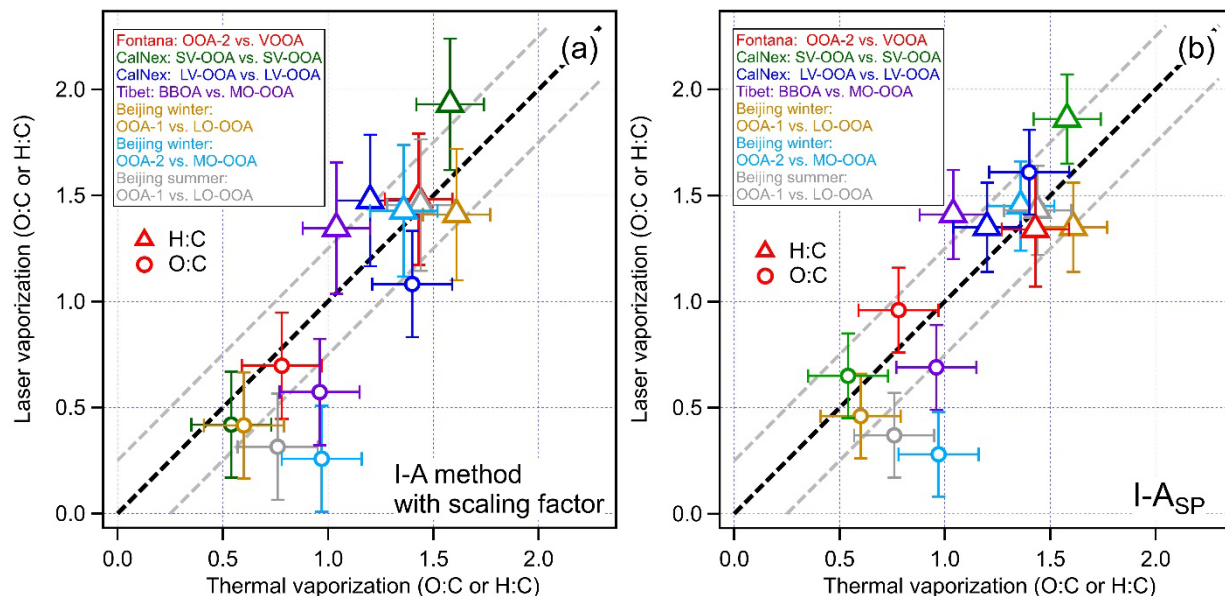 (a)
Fontana: OOA-2 vs. VOOA
CalNex: SV-OOA vs. SV-OOA
CalNex: LV-OOA vs. LV-OOA
Tibet: BBOA vs. MO-OOA
Beijing winter:
OOA-1 vs. LO-OOA
Beijing winter:
OOA-2 vs. MO-OOA
Beijing summer:
OOA-1 vs. LO-OOA
H:C
O:C
I-A method
with scaling factor
Laser vaporization (O:C or H:C)
2.0
1.5
1.0
0.5
0.0
0.0 0.5 1.0 1.5 2.0
Thermal vaporization (O:C or H:C)
(b)
Fontana: OOA-2 vs. VOOA
CalNex: SV-OOA vs. SV-OOA
CalNex: LV-OOA vs. LV-OOA
Tibet: BBOA vs. MO-OOA
Beijing winter:
OOA-1 vs. LO-OOA
Beijing winter:
OOA-2 vs. MO-OOA
Beijing summer:
OOA-1 vs. LO-OOA
H:C
O:C
I-ASP
Laser vaporization (O:C or H:C)
2.0
1.5
1.0
0.5
0.0
0.0 0.5 1.0 1.5 2.0
Thermal vaporization (O:C or H:C)